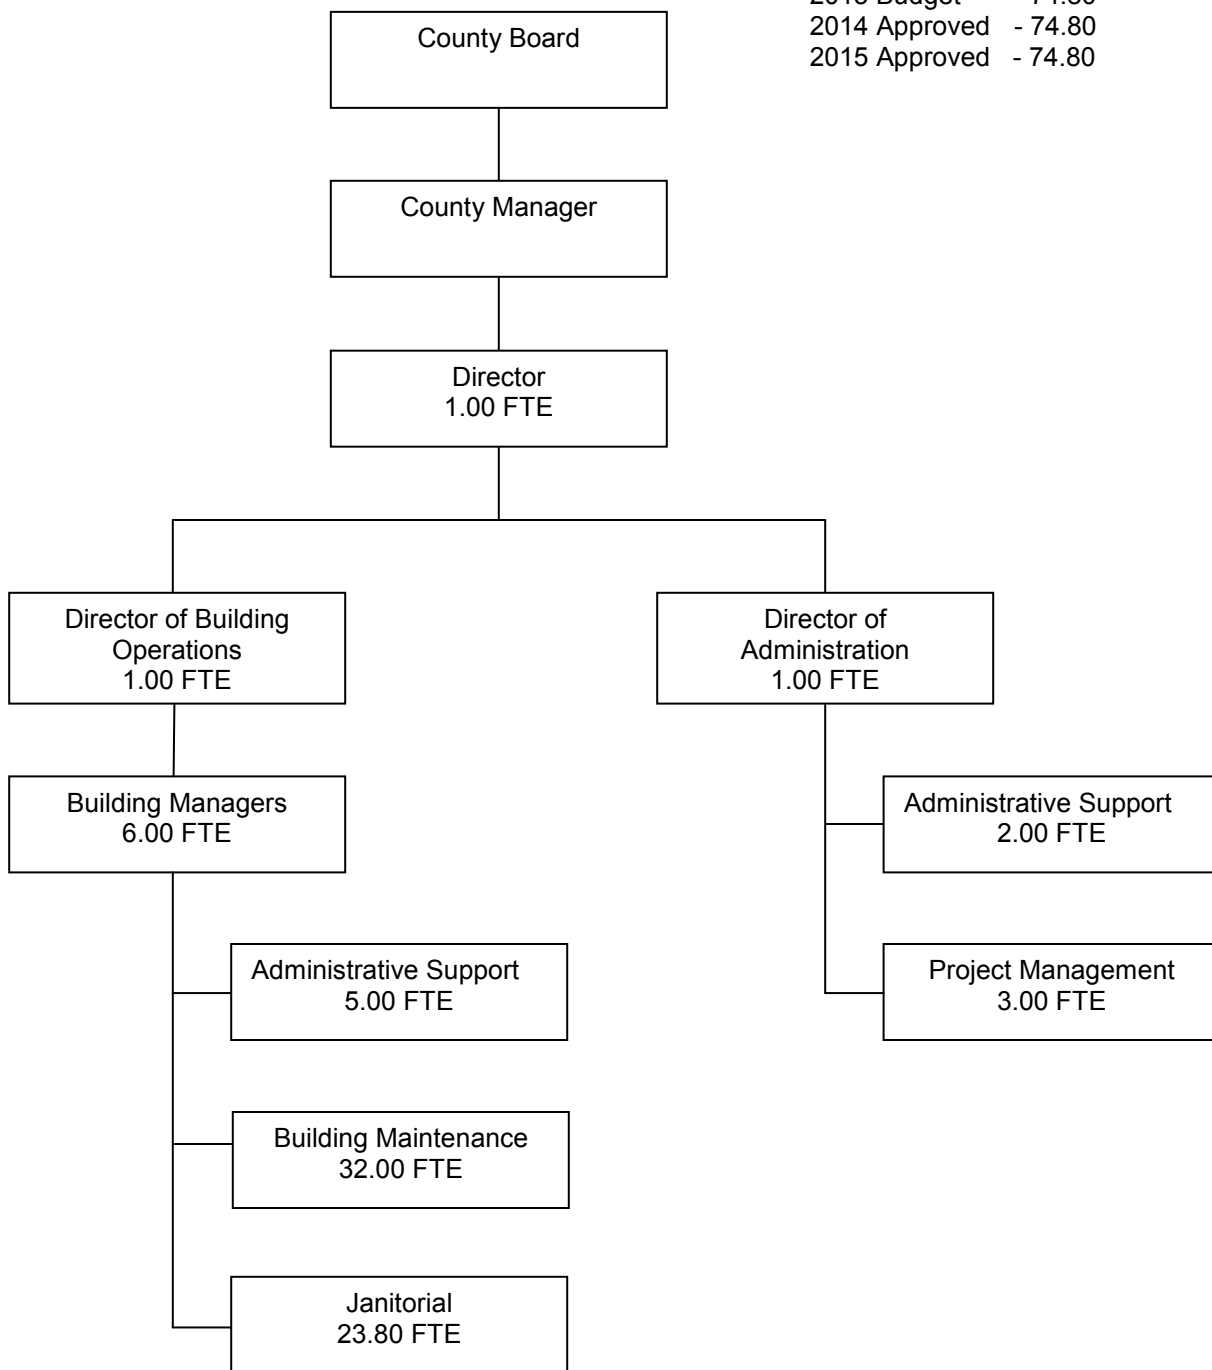 Budget
2014 Approved - 74.80
2015 Approved - 74.80
County Board
County Manager
Director
1.00 FTE
Director of Building
Operations
1.00 FTE
Director of
Administration
1.00 FTE
Building Managers
6.00 FTE
Administrative Support
2.00 FTE
Administrative Support
5.00 FTE
Project Management
3.00 FTE
Building Maintenance
32.00 FTE
Janitorial
23.80 FTE